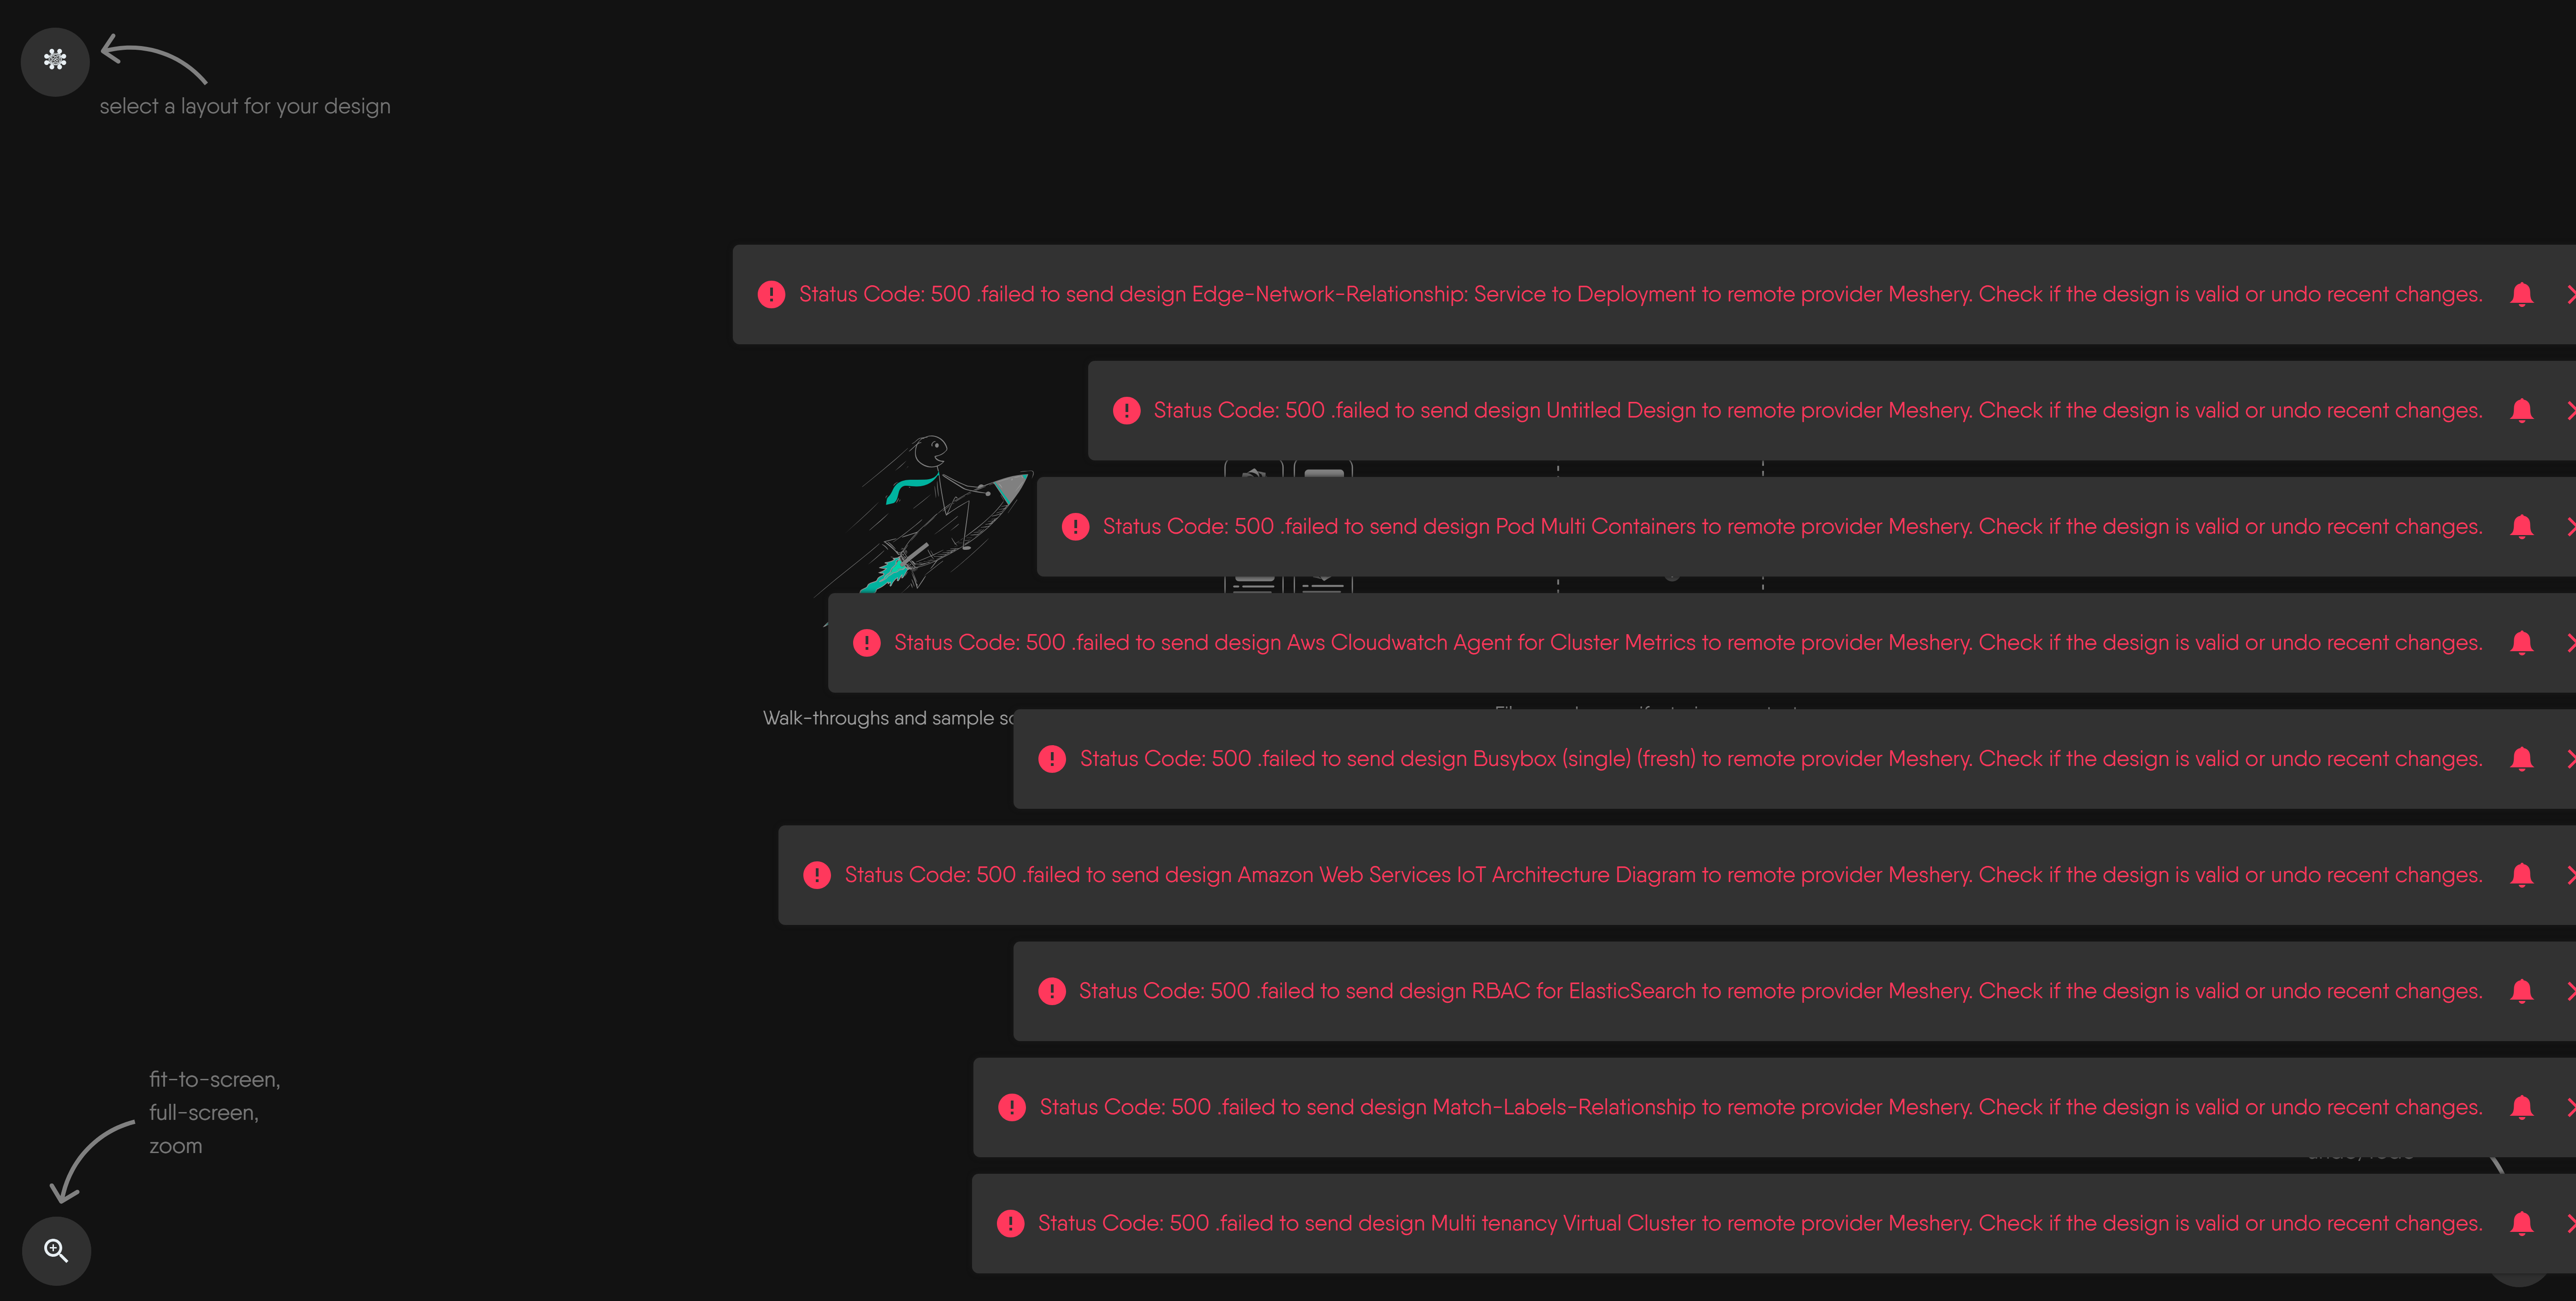 select a layout for your design
Status Code: 500 .failed to send design Edge-Network-Relationship: Service to Deployment to remote provider Meshery. Check if the design is valid or undo recent changes.
Status Code: 500 .failed to send design Untitled Design to remote provider Meshery. Check if the design is valid or undo recent changes.
Status Code: 500 .failed to send design Pod Multi Containers to remote provider Meshery. Check if the design is valid or undo recent changes.
Status Code: 500 .failed to send design Aws Cloudwatch Agent for Cluster Metrics to remote provider Meshery. Check if the design is valid or undo recent changes.
Walk-throughs and sample
Status Code: 500 .failed to send design Busybox (single) (fresh) to remote provider Meshery. Check if the design is valid or undo recent changes.
Status Code: 500 .failed to send design Amazon Web Services IoT Architecture Diagram to remote provider Meshery. Check if the design is valid or undo recent changes.
Status Code: 500 .failed to send design RBAC for ElasticSearch to remote provider Meshery. Check if the design is valid or undo recent changes.
fit-to-screen,
full-screen,
zoom
Status Code: 500 .failed to send design Match-Labels-Relationship to remote provider Meshery. Check if the design is valid or undo recent changes.
Status Code: 500 .failed to send design Multi tenancy Virtual Cluster to remote provider Meshery. Check if the design is valid or undo recent changes.